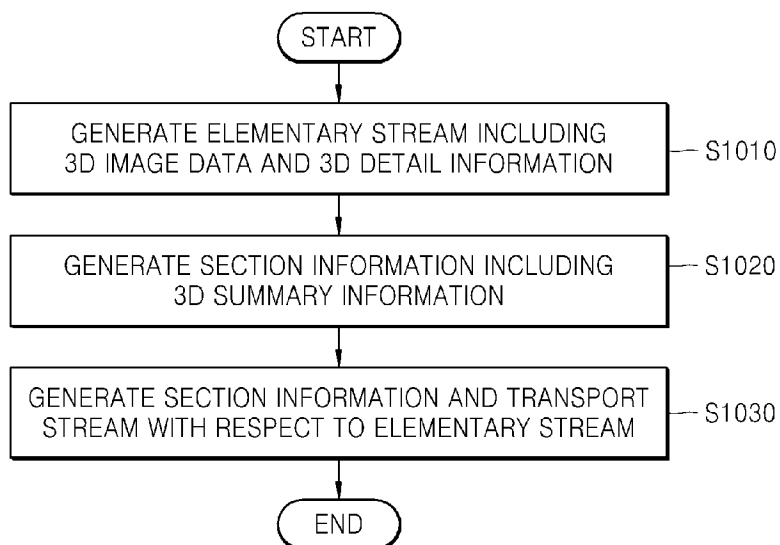 START
GENERATE ELEMENTARY STREAM INCLUDING
3D IMAGE DATA AND 3D DETAIL INFORMATION
S1010
GENERATE SECTION INFORMATION INCLUDING
3D SUMMARY INFORMATION
S1020
GENERATE SECTION INFORMATION AND TRANSPORT
STREAM WITH RESPECT TO ELEMENTARY STREAM
S1030
END